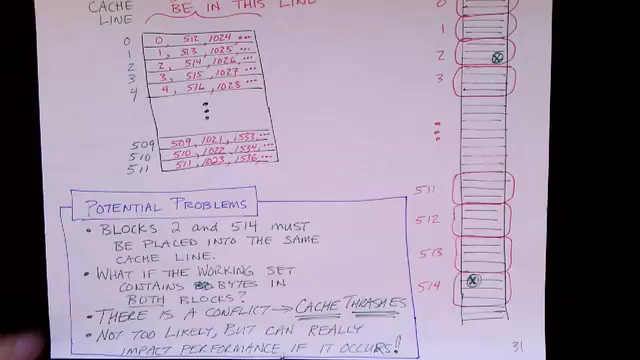 CACHE LINE
BE IN THIS LINE
0 0, 512, 1024, ...
1 1, 513, 1025, ...
2 2, 514, 1026, ...
3 3, 515, 1027, ...
4 4, 516, 1028, ...
509 509, 1021, 1533, ...
510 510, 1022, 1534, ...
511 511, 1023, 1536, ...
0
1
2
3
511
512
513
514
POTENTIAL PROBLEMS
• BLOCKS 2 AND 514 MUST
BE PLACED INTO THE SAME
CACHE LINE.
• WHAT IF THE WORKING SET
CONTAINS BYTES IN
BOTH BLOCKS?
• THERE IS A CONFLICT → CACHE THRASHES
• NOT TOO LIKELY, BUT CAN REALLY
IMPACT PERFORMANCE IF IT OCCURS!!
31